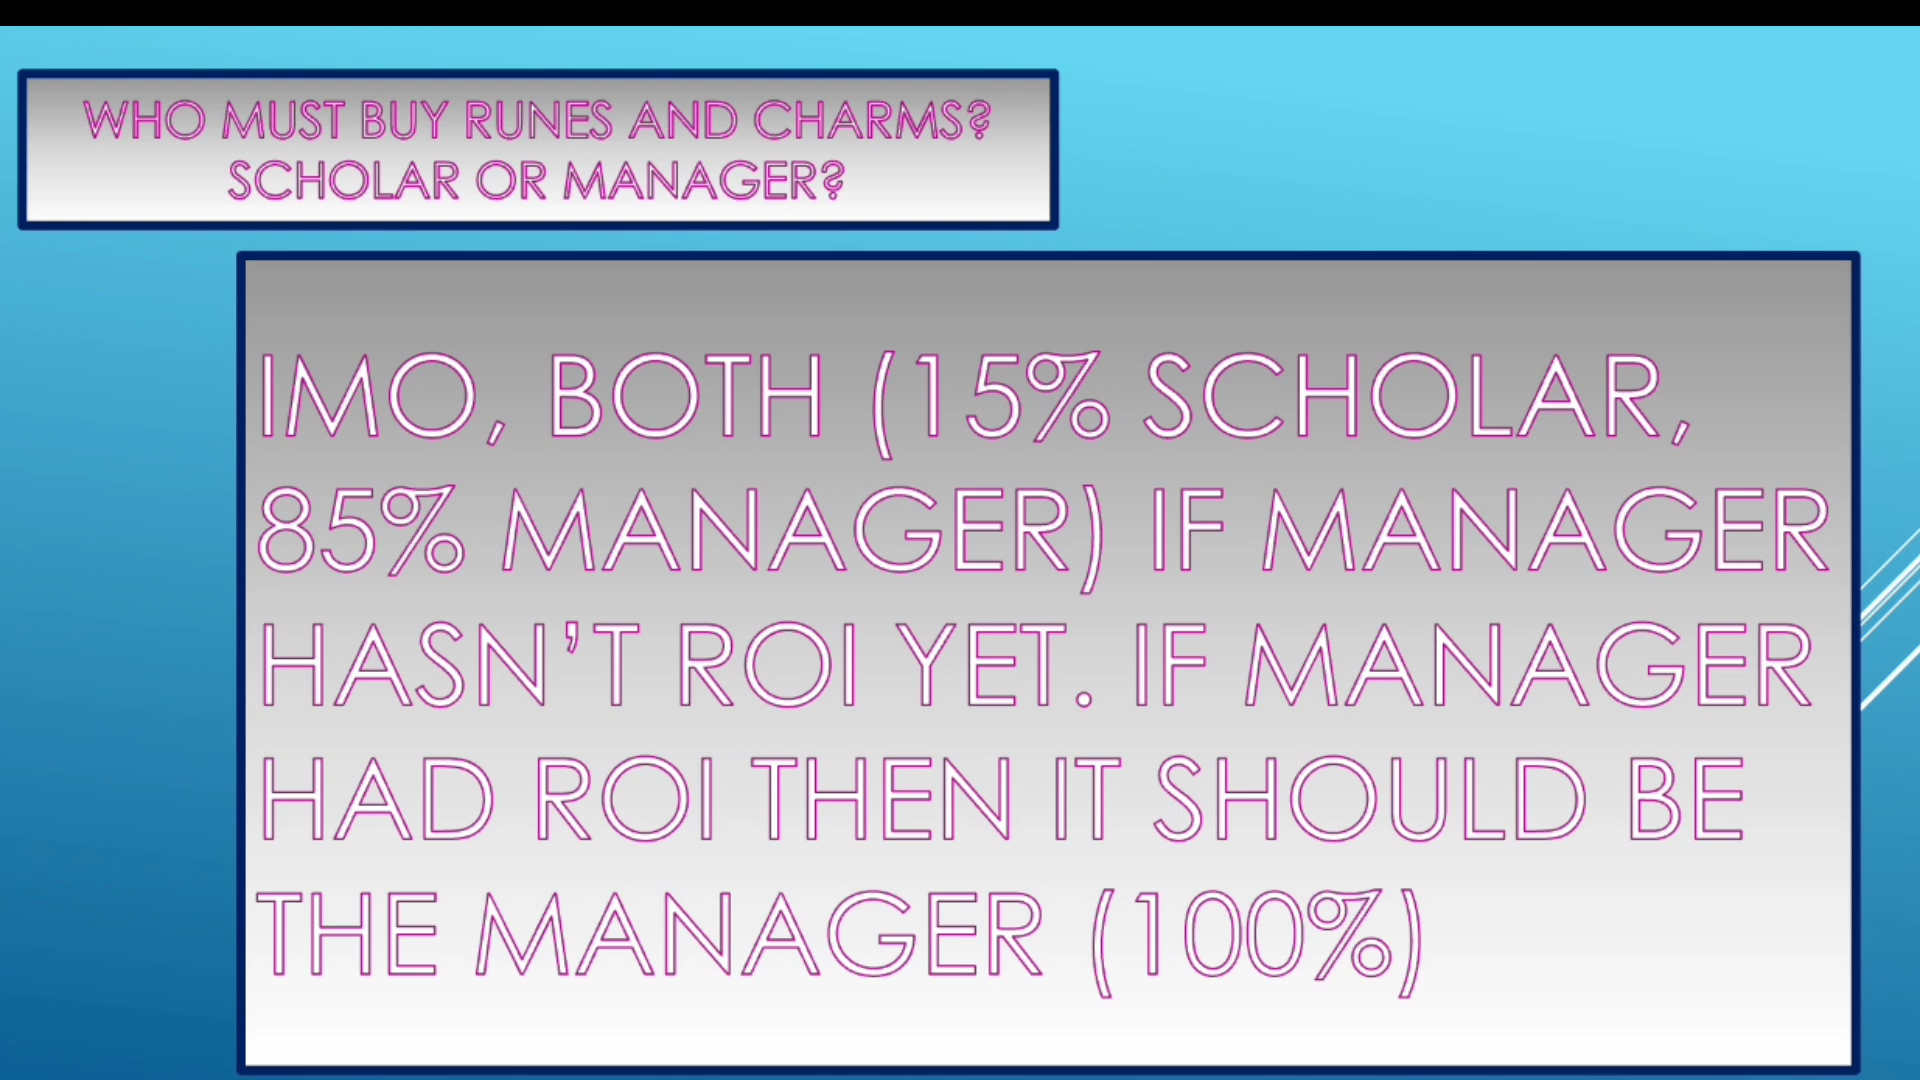 WHO MUST BUY RUNES AND CHARMS?
SCHOLAR OR MANAGER?
IMO, BOTH (15% SCHOLAR,
85% MANAGER) IF MANAGER
HASN’T ROI YET. IF MANAGER
HAD ROI THEN IT SHOULD BE
THE MANAGER (100%)